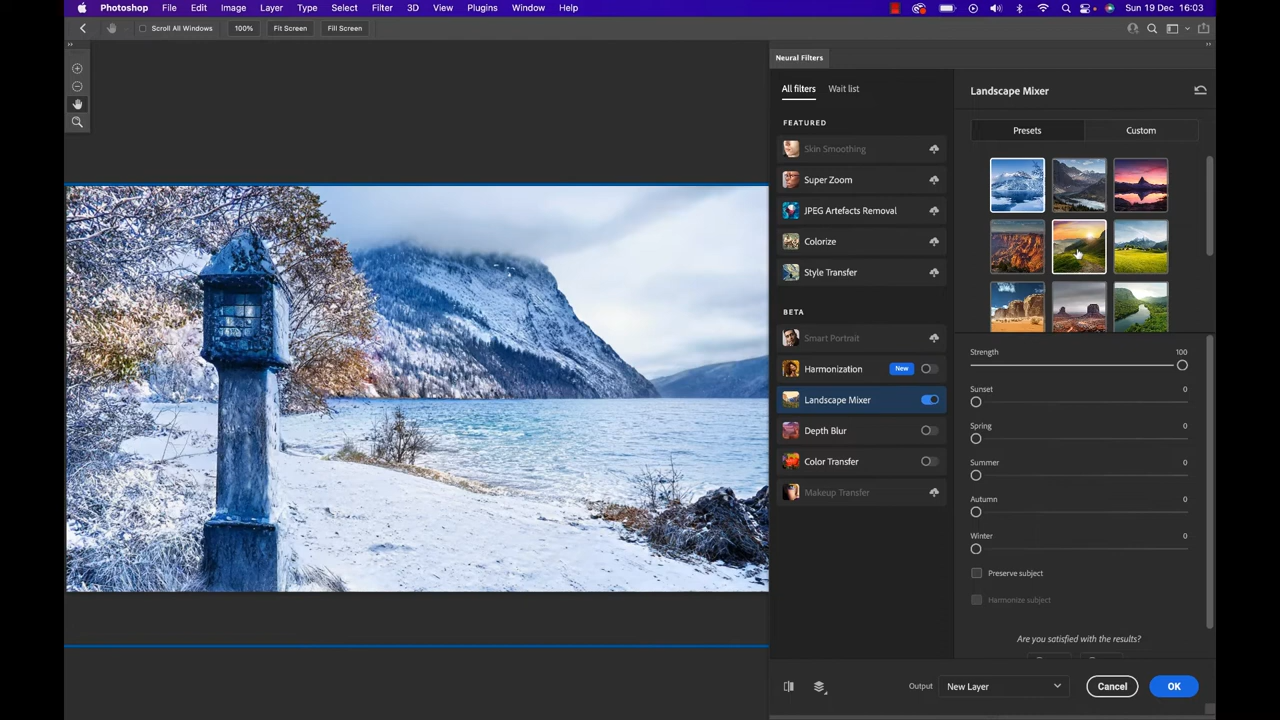 Photoshop File Edit Image Layer Type Select Filter 3D View Plugins Window Help Sun 19 Dec 16:03
Scroll All Windows 100% Fit Screen Fill Screen
Neural Filters
All filters Wait list
FEATURED
Skin Smoothing
Super Zoom
JPEG Artefacts Removal
Colorize
Style Transfer
BETA
Smart Portrait
Harmonization New
Landscape Mixer
Depth Blur
Color Transfer
Makeup Transfer
Landscape Mixer
Presets Custom
Strength 100
Sunset 0
Spring 0
Summer 0
Autumn 0
Winter 0
Preserve subject
Harmonize subject
Are you satisfied with the results?
Output New Layer Cancel OK